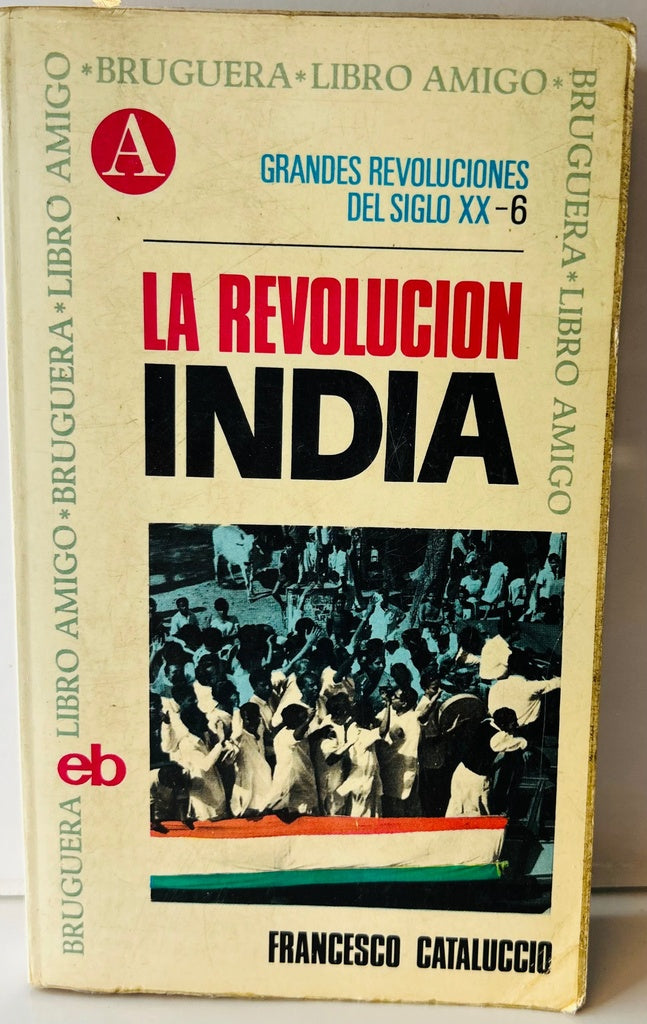 *BRUGUERA*LIBRO AMIGO*
BRUGUERA*LIBRO AMIGO
BRUGUERA LIBRO AMIGO*BRUGUERA*LIBRO AMIGO
A
GRANDES REVOLUCIONES
DEL SIGLO XX-6
LA REVOLUCION
INDIA
eb
FRANCESCO CATALUCCIO